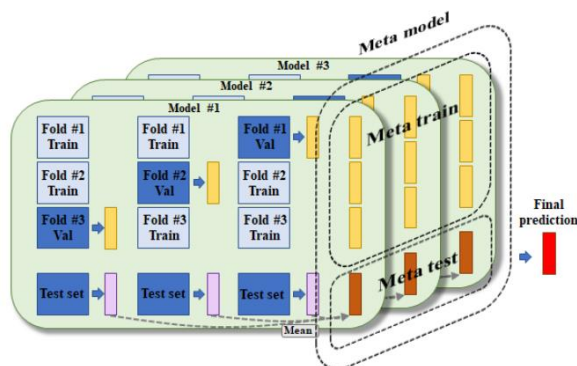 Meta model
Model #3
Model #2
Model #1
Meta train
Fold #1
Train
Fold #1
Train
Fold #1
Val
Fold #2
Train
Fold #2
Val
Fold #2
Train
Fold #3
Val
Fold #3
Train
Fold #3
Train
Final
prediction
Meta test
Test set
Test set
Test set
Mean